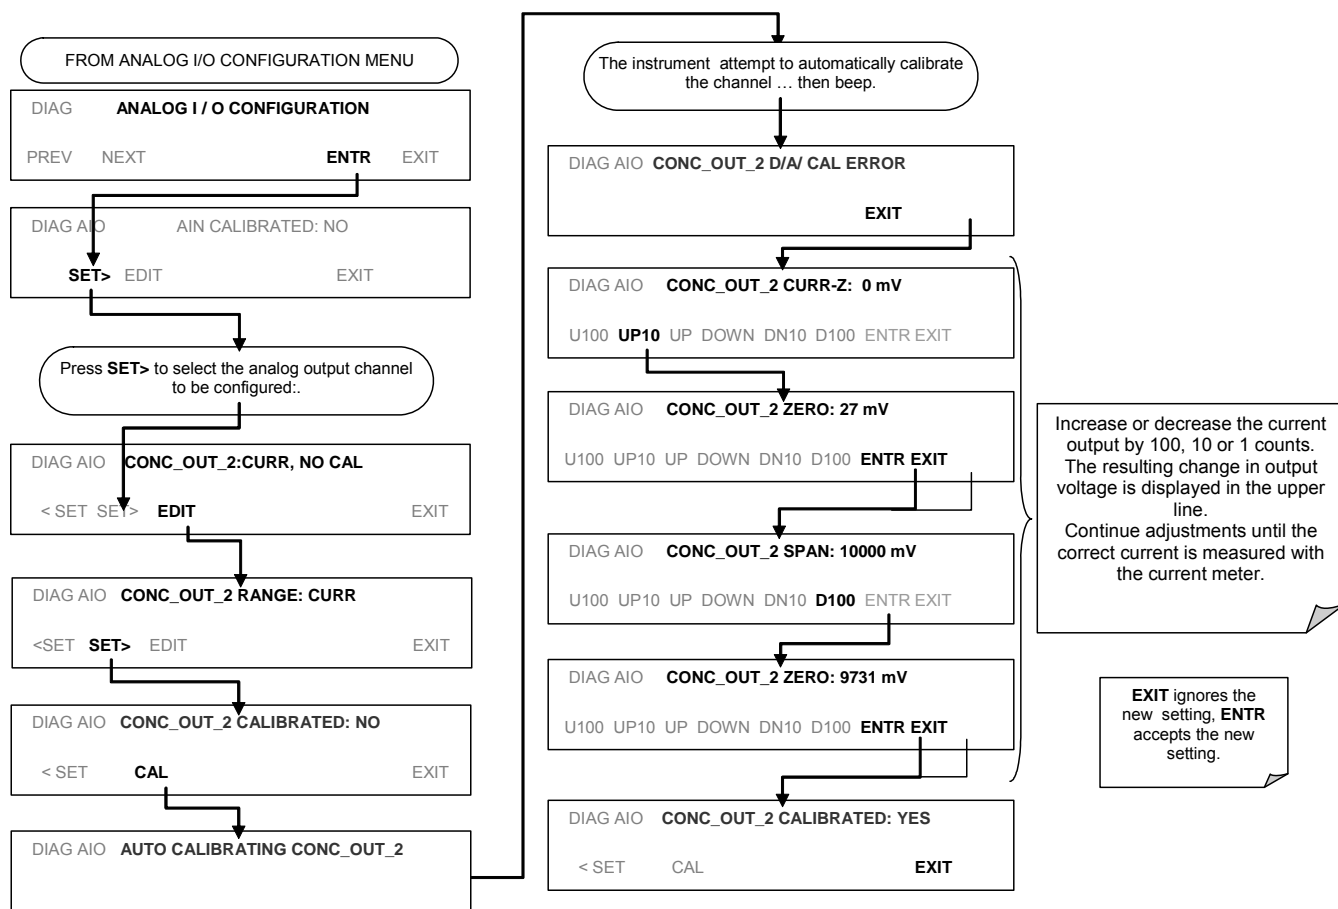 FROM ANALOG I/O CONFIGURATION MENU
DIAG ANALOG I / O CONFIGURATION
PREV NEXT ENTR EXIT
DIAG AIO AIN CALIBRATED: NO
SET> EDIT EXIT
Press SET> to select the analog output channel
to be configured:.
DIAG AIO CONC_OUT_2:CURR, NO CAL
< SET SET> EDIT EXIT
DIAG AIO CONC_OUT_2 RANGE: CURR
<SET SET> EDIT EXIT
DIAG AIO CONC_OUT_2 CALIBRATED: NO
< SET CAL EXIT
DIAG AIO AUTO CALIBRATING CONC_OUT_2
The instrument attempt to automatically calibrate
the channel … then beep.
DIAG AIO CONC_OUT_2 D/A/ CAL ERROR
EXIT
DIAG AIO CONC_OUT_2 CURR-Z: 0 mV
U100 UP10 UP DOWN DN10 D100 ENTR EXIT
DIAG AIO CONC_OUT_2 ZERO: 27 mV
U100 UP10 UP DOWN DN10 D100 ENTR EXIT
DIAG AIO CONC_OUT_2 SPAN: 10000 mV
U100 UP10 UP DOWN DN10 D100 ENTR EXIT
DIAG AIO CONC_OUT_2 ZERO: 9731 mV
U100 UP10 UP DOWN DN10 D100 ENTR EXIT
DIAG AIO CONC_OUT_2 CALIBRATED: YES
< SET CAL EXIT
Increase or decrease the current
output by 100, 10 or 1 counts.
The resulting change in output
voltage is displayed in the upper
line.
Continue adjustments until the
correct current is measured with
the current meter.
EXIT ignores the
new setting, ENTR
accepts the new
setting.